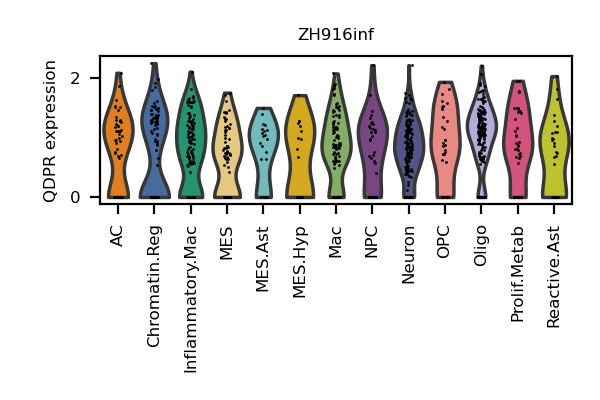 ZH916inf
QDPR expression
2
0
AC
Chromatin.Reg
Inflammatory.Mac
MES
MES.Ast
MES.Hyp
Mac
NPC
Neuron
OPC
Oligo
Prolif.Metab
Reactive.Ast